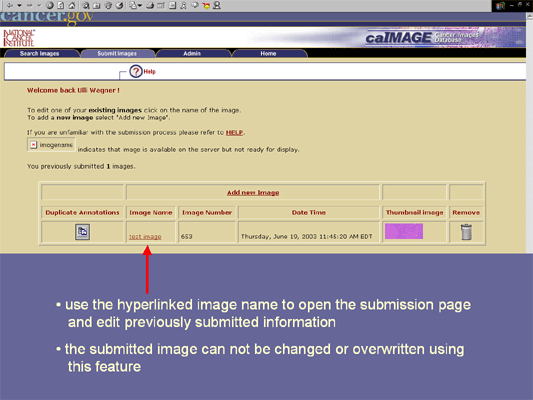 cancer.gov
NATIONAL
CANCER
INSTITUTE
caIMAGE Cancer Images
Database
Search Images Submit Images Admin Home
? Help
Welcome back Ulli Wagner !
To edit one of your existing images click on the name of the image.
To add a new image select 'Add new Image'.
If you are unfamiliar with the submission process please refer to HELP.
imagename indicates that image is available on the server but not ready for display.
You previously submitted 1 images.
Add new Image
Duplicate Annotations Image Name Image Number Date Time Thumbnail image Remove
test image 653 Thursday, June 19, 2003 11:45:20 AM EDT
• use the hyperlinked image name to open the submission page
and edit previously submitted information
• the submitted image can not be changed or overwritten using
this feature